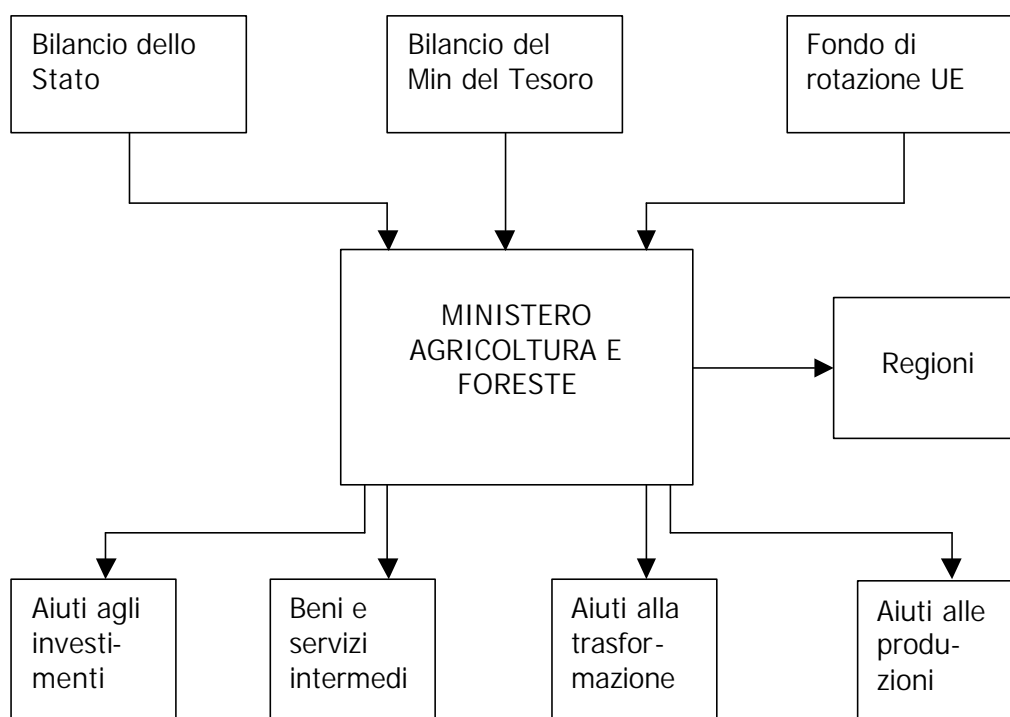 Bilancio dello
Stato
Bilancio del
Min del Tesoro
Fondo di
rotazione UE
MINISTERO
AGRICOLTURA E
FORESTE
Regioni
Aiuti agli
investi-
menti
Beni e
servizi
intermedi
Aiuti alla
trasfor-
mazione
Aiuti alle
produ-
zioni